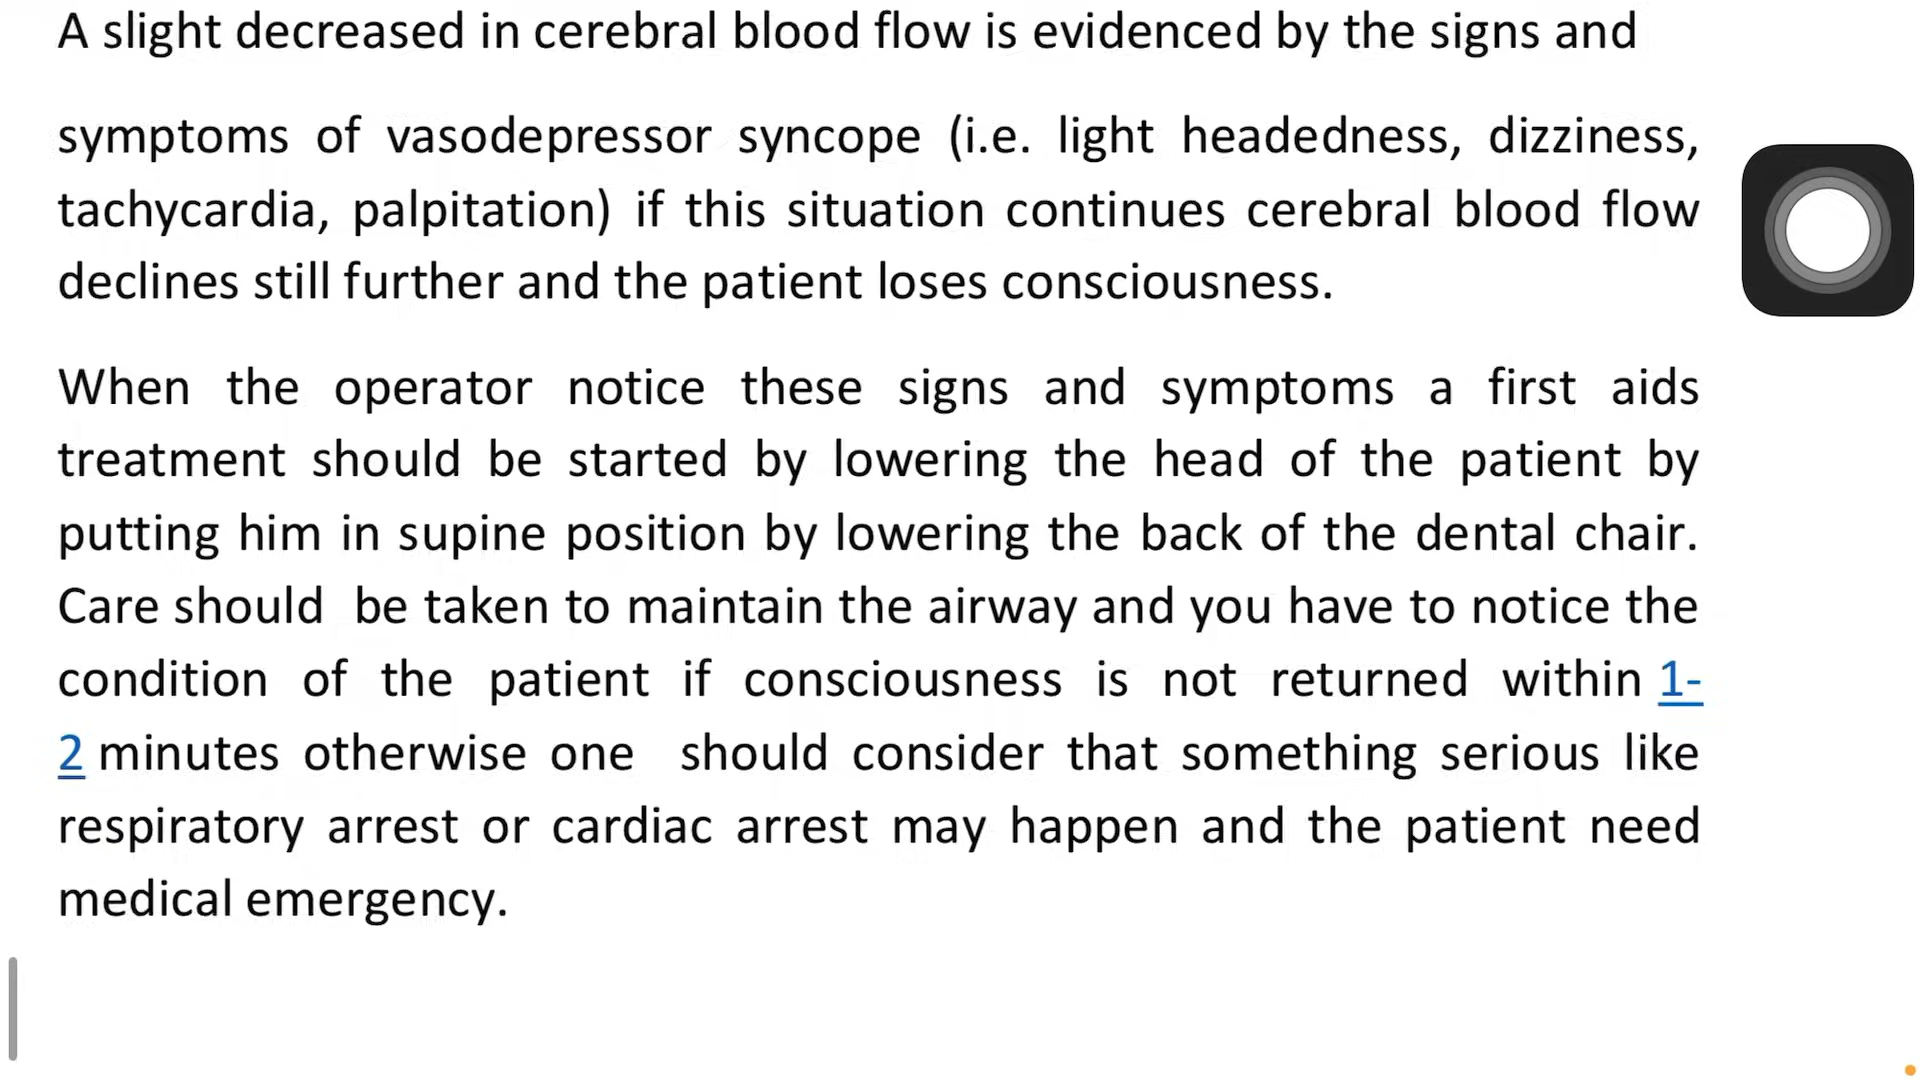 A slight decreased in cerebral blood flow is evidenced by the signs and
symptoms of vasodepressor syncope (i.e. light headedness, dizziness,
tachycardia, palpitation) if this situation continues cerebral blood flow
declines still further and the patient loses consciousness.
When the operator notice these signs and symptoms a first aids
treatment should be started by lowering the head of the patient by
putting him in supine position by lowering the back of the dental chair.
Care should be taken to maintain the airway and you have to notice the
condition of the patient if consciousness is not returned within 1-
2 minutes otherwise one should consider that something serious like
respiratory arrest or cardiac arrest may happen and the patient need
medical emergency.